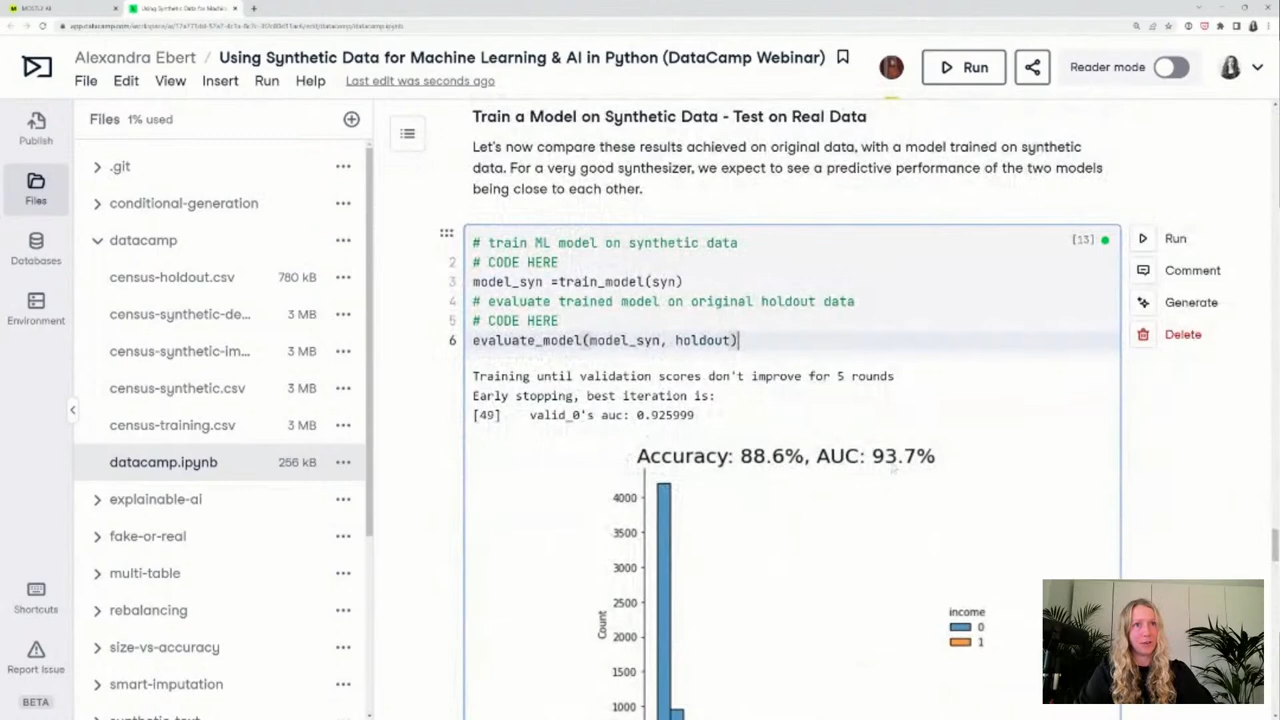 MOSTLY AI
Using Synthetic Data for Machin
Alexandra Ebert / Using Synthetic Data for Machine Learning & AI in Python (DataCamp Webinar)
File Edit View Insert Run Help Last edit was seconds ago
Run
Reader mode
Publish
Files
Databases
Environment
Shortcuts
Report Issue
BETA
Files 1% used
.git
conditional-generation
datacamp
census-holdout.csv 780 kB
census-synthetic-de... 3 MB
census-synthetic-im... 3 MB
census-synthetic.csv 3 MB
census-training.csv 3 MB
datacamp.ipynb 256 kB
explainable-ai
fake-or-real
multi-table
rebalancing
size-vs-accuracy
smart-imputation
synthetic-text
Train a Model on Synthetic Data - Test on Real Data
Let's now compare these results achieved on original data, with a model trained on synthetic
data. For a very good synthesizer, we expect to see a predictive performance of the two models
being close to each other.
# train ML model on synthetic data
[13]
2 # CODE HERE
3 model_syn =train_model(syn)
4 # evaluate trained model on original holdout data
5 # CODE HERE
6 evaluate_model(model_syn, holdout)
Run
Comment
Generate
Delete
Training until validation scores don't improve for 5 rounds
Early stopping, best iteration is:
[49] valid_0's auc: 0.925999
Accuracy: 88.6%, AUC: 93.7%
4000
3500
3000
2500
2000
1500
1000
Count
income
0
1